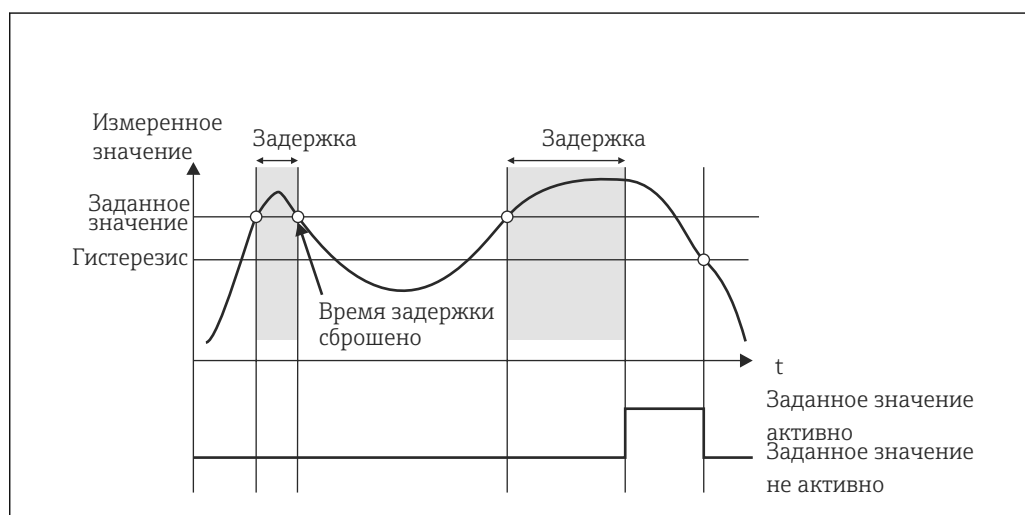 Измеренное
значение
Задержка
Задержка
Заданное
значение
Гистерезис
Время задержки
сброшено
t
Заданное значение
активно
Заданное значение
не активно